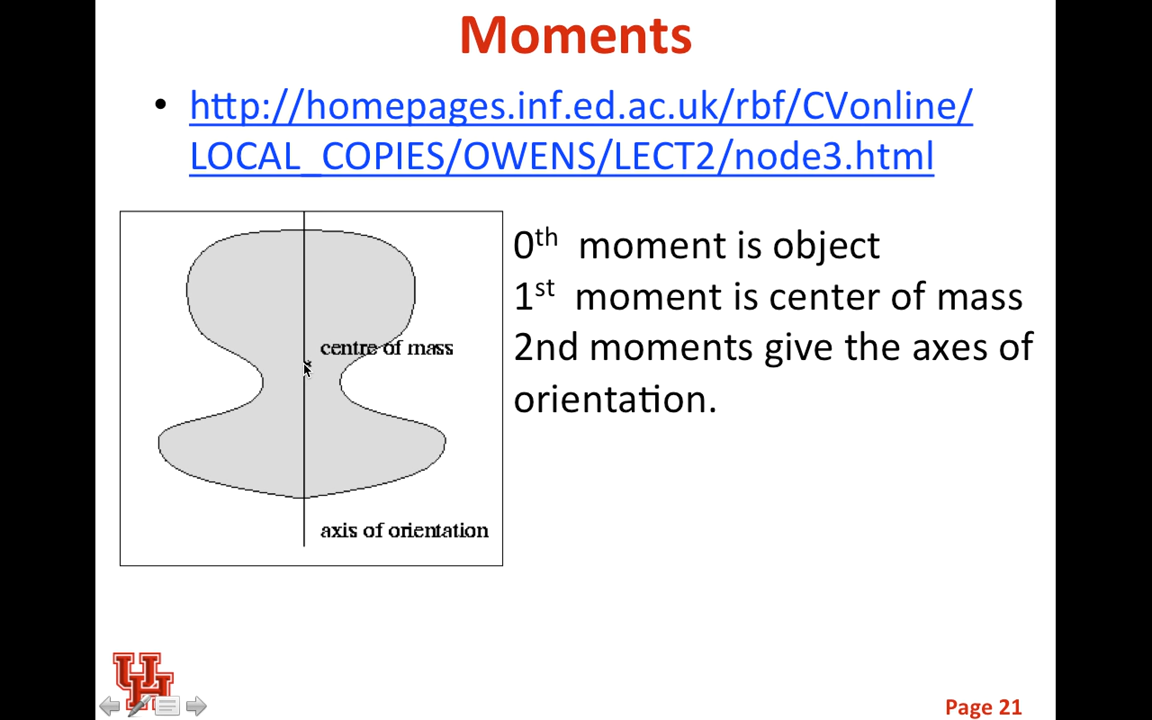 Moments
• http://homepages.inf.ed.ac.uk/rbf/CVonline/
LOCAL_COPIES/OWENS/LECT2/node3.html
0th moment is object
1st moment is center of mass
2nd moments give the axes of
orientation.
centre of mass
axis of orientation
UH
Page 21